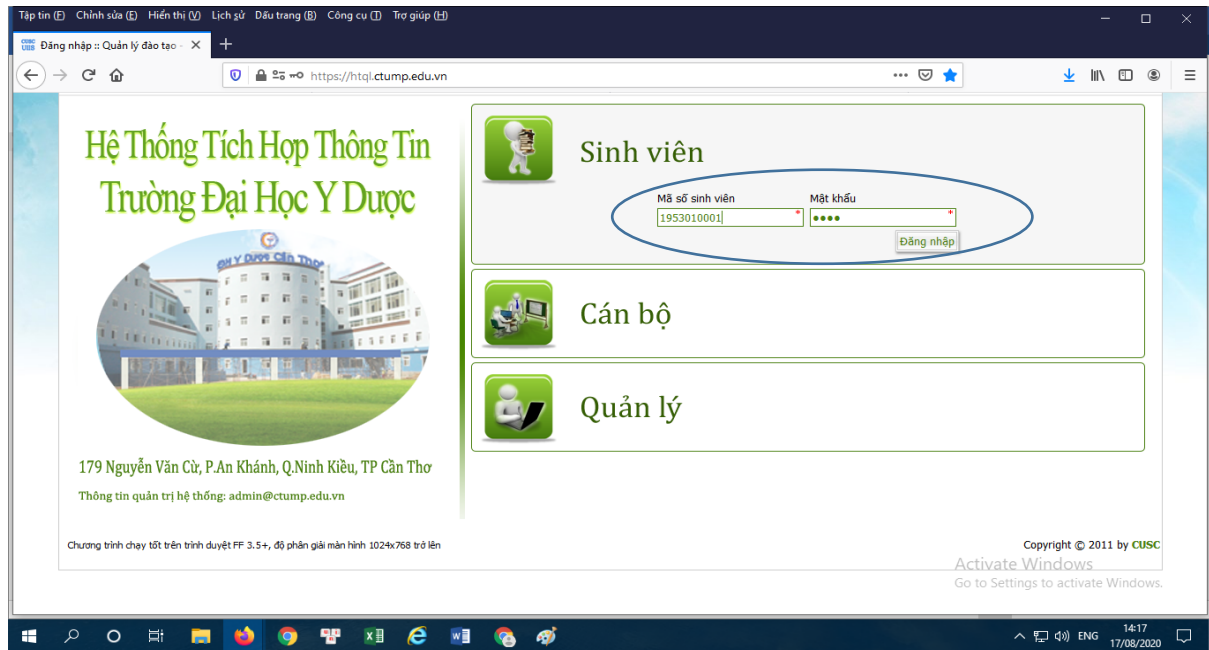 Tập tin (F) Chỉnh sửa (E) Hiển thị (V) Lịch sử Dấu trang (B) Công cụ (T) Trợ giúp (H)
CUSC UIIS Đăng nhập :: Quản lý đào tạo -
https://htql.ctump.edu.vn
Hệ Thống Tích Hợp Thông Tin
Trường Đại Học Y Dược
Sinh viên
Mã số sinh viên Mật khẩu
1953010001 * •••• *
Đăng nhập
Cán bộ
Quản lý
179 Nguyễn Văn Cừ, P.An Khánh, Q.Ninh Kiều, TP Cần Thơ
Thông tin quản trị hệ thống: admin@ctump.edu.vn
Chương trình chạy tốt trên trình duyệt FF 3.5+, độ phân giải màn hình 1024x768 trở lên
Copyright © 2011 by CUSC
Activate Windows
Go to Settings to activate Windows.
ENG 14:17
17/08/2020